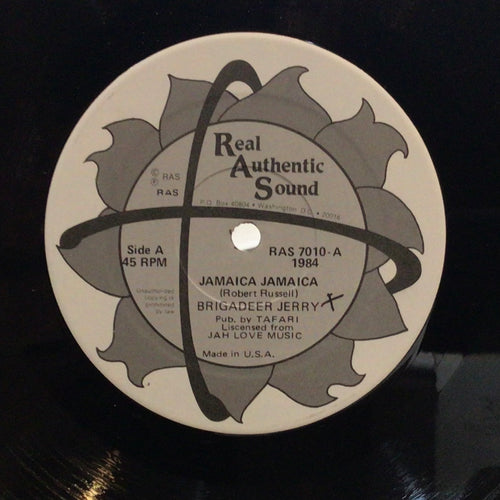 Real
Authentic
Sound
P.O. Box 40804 • Washington D.C. • 20016
© RAS
℗
RAS
Side A
45 RPM
RAS 7010-A
1984
Unauthorized
copying is
prohibited
by law
JAMAICA JAMAICA
(Robert Russell)
BRIGADEER JERRY X
Pub. by TAFARI
Liscensed from
JAH LOVE MUSIC
Made in U.S.A.